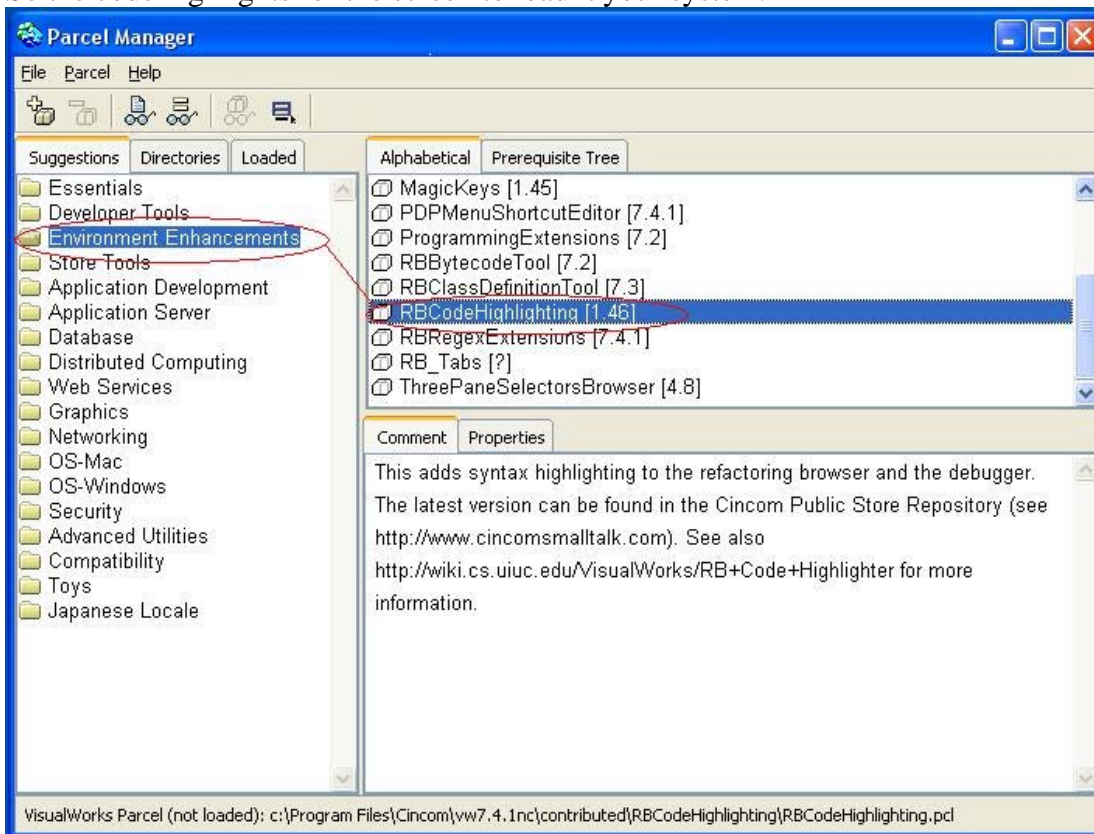 Parcel Manager
File Parcel Help
Suggestions Directories Loaded
Essentials
Developer Tools
Environment Enhancements
Store Tools
Application Development
Application Server
Database
Distributed Computing
Web Services
Graphics
Networking
OS-Mac
OS-Windows
Security
Advanced Utilities
Compatibility
Toys
Japanese Locale
Alphabetical Prerequisite Tree
MagicKeys [1.45]
PDPMenuShortcutEditor [7.4.1]
ProgrammingExtensions [7.2]
RBBytecodeTool [7.2]
RBClassDefinitionTool [7.3]
RBCodeHighlighting [1.46]
RBRegexExtensions [7.4.1]
RB_Tabs [?]
ThreePaneSelectorsBrowser [4.8]
Comment Properties
This adds syntax highlighting to the refactoring browser and the debugger.
The latest version can be found in the Cincom Public Store Repository (see
http://www.cincomsmalltalk.com). See also
http://wiki.cs.uiuc.edu/VisualWorks/RB+Code+Highlighter for more
information.
VisualWorks Parcel (not loaded): c:\Program Files\Cincom\vw7.4.1nc\contributed\RBCodeHighlighting\RBCodeHighlighting.pcl